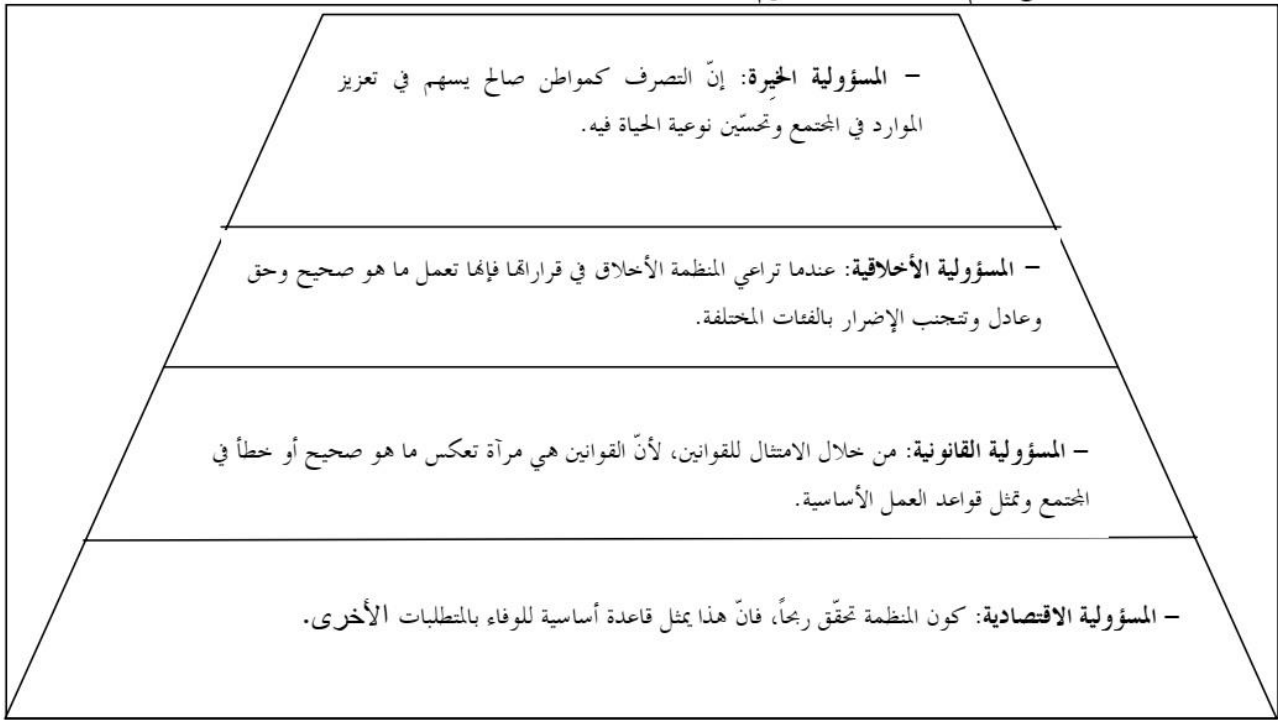 – المسؤولية الخيِرة: إنّ التصرف كمواطن صالح يسهم في تعزيز
الموارد في المجتمع وتحسّين نوعية الحياة فيه.
– المسؤولية الأخلاقية: عندما تراعي المنظمة الأخلاق في قراراتها فإنها تعمل ما هو صحيح وحق
وعادل وتتجنب الإضرار بالفئات المختلفة.
– المسؤولية القانونية: من خلال الامتثال للقوانين، لأنّ القوانين هي مرآة تعكس ما هو صحيح أو خطأ في
المجتمع وتمثل قواعد العمل الأساسية.
– المسؤولية الاقتصادية: كون المنظمة تحقّق ربحاً، فانّ هذا يمثل قاعدة أساسية للوفاء بالمتطلبات الأخرى.